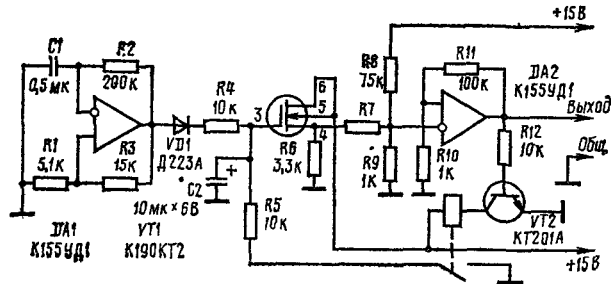 +15В
C1
0,5мк
R2
200к
R1
5,1к
R3
15к
VD1
Д223А
R4
10к
C2
+
10мк×6В
3
6
5
4
R6
3,3к
R5
10к
R7
R8
75к
R9
1к
R10
1к
R11
100к
DA2
К155УД1
Выход
R12
10к
Общ.
VT2
КТ201А
+15В
DA1
К155УД1
VT1
К190КТ2